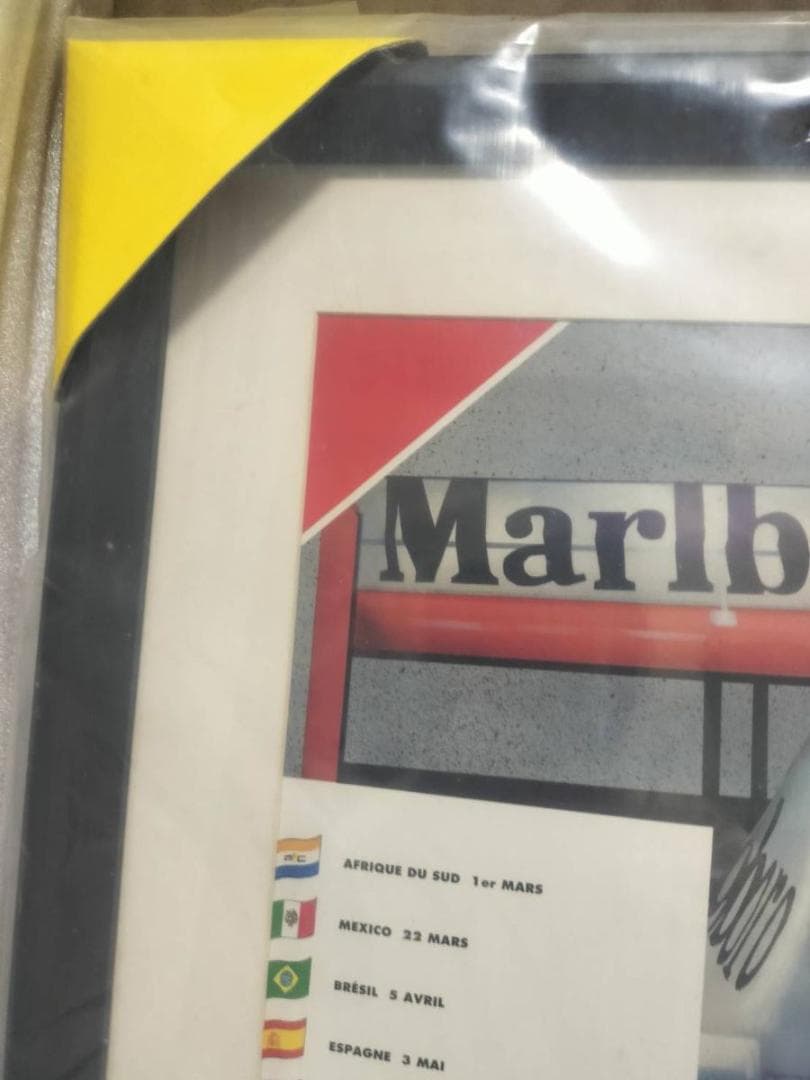 Marlb
AFRIQUE DU SUD 1er MARS
MEXICO 22 MARS
BRÉSIL 5 AVRIL
ESPAGNE 3 MAI